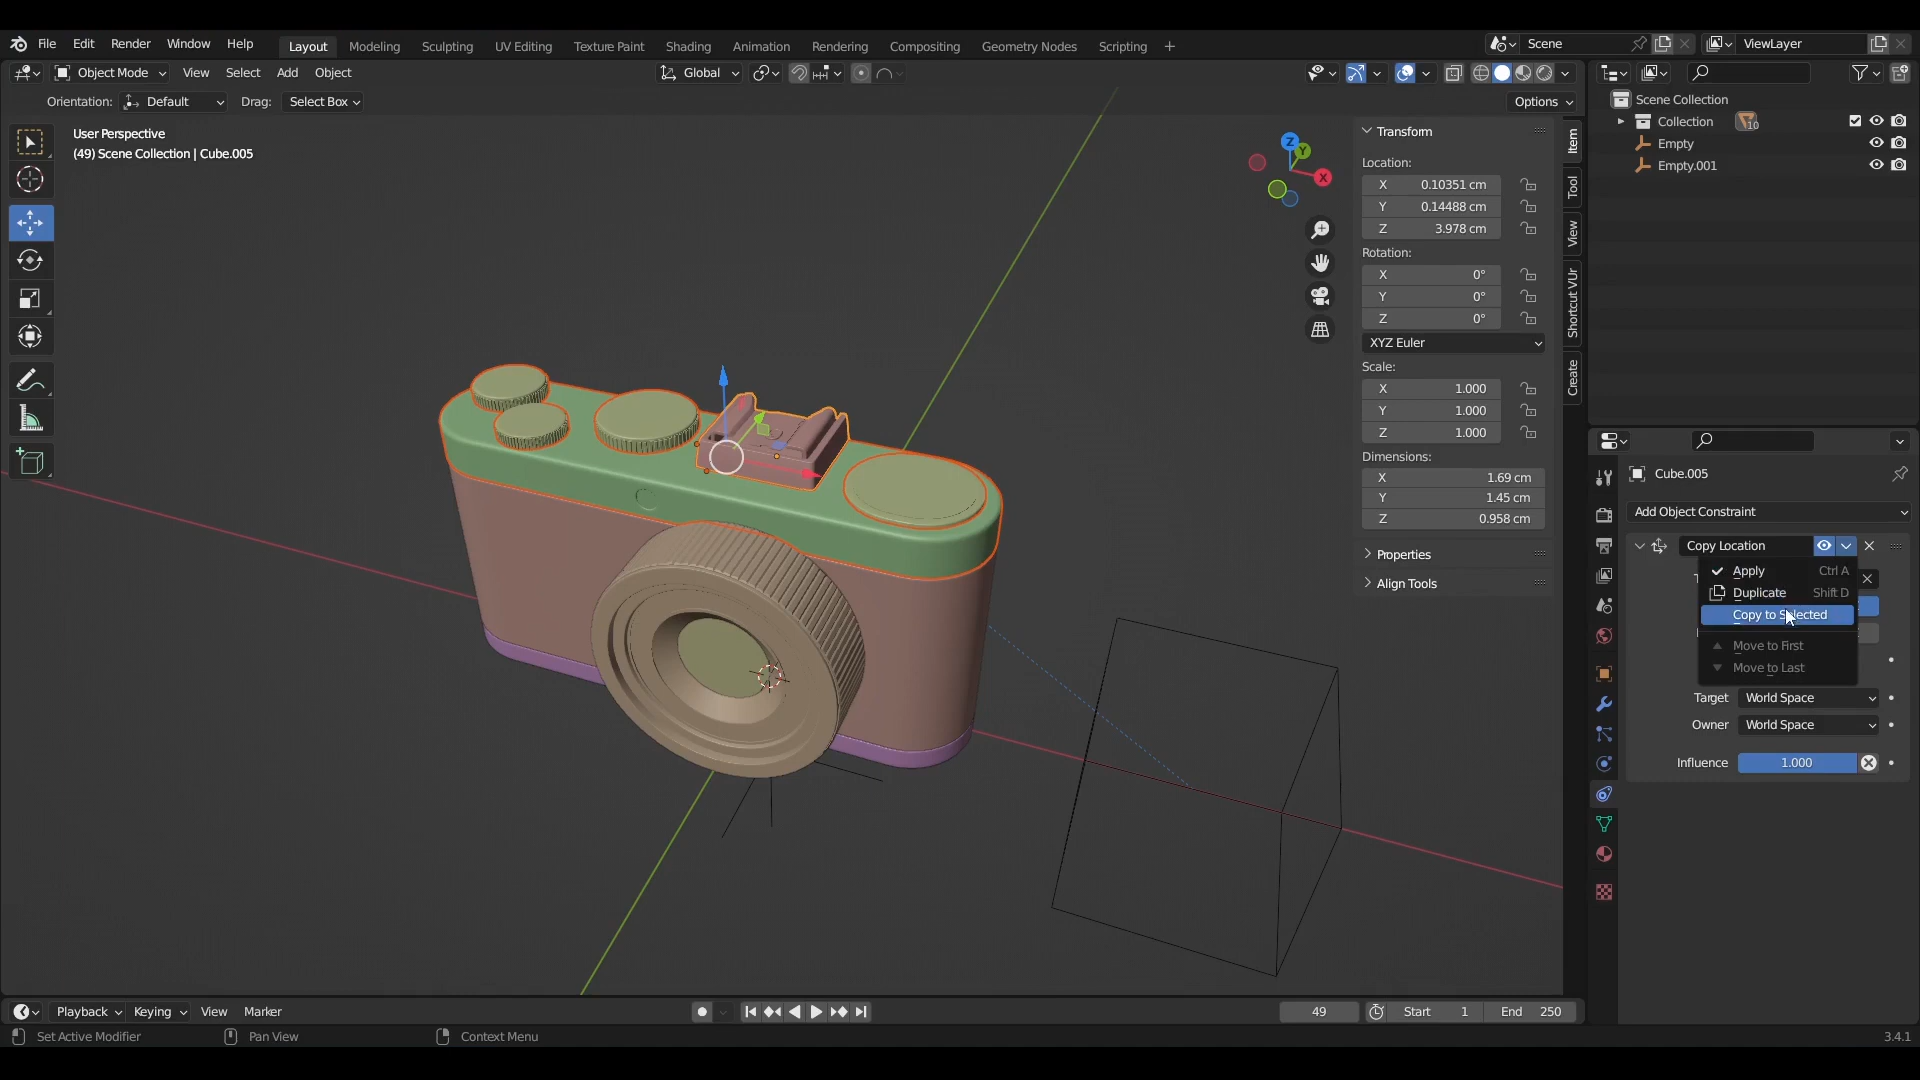 File Edit Render Window Help Layout Modeling Sculpting UV Editing Texture Paint Shading Animation Rendering Compositing Geometry Nodes Scripting + Scene ViewLayer
Object Mode View Select Add Object Global
Orientation: Default Drag: Select Box Options
User Perspective
(49) Scene Collection | Cube.005
Z
Y
X
Transform
Location:
X 0.10351 cm
Y 0.14488 cm
Z 3.978 cm
Rotation:
X 0°
Y 0°
Z 0°
XYZ Euler
Scale:
X 1.000
Y 1.000
Z 1.000
Dimensions:
X 1.69 cm
Y 1.45 cm
Z 0.958 cm
Properties
Align Tools
Item
Tool
View
Shortcut VUr
Create
Scene Collection
Collection 10
Empty
Empty.001
Cube.005
Add Object Constraint
Copy Location
Apply Ctrl A
Duplicate Shift D
Copy to Selected
Move to First
Move to Last
Target World Space
Owner World Space
Influence 1.000
Playback Keying View Marker 49 Start 1 End 250
Set Active Modifier Pan View Context Menu 3.4.1